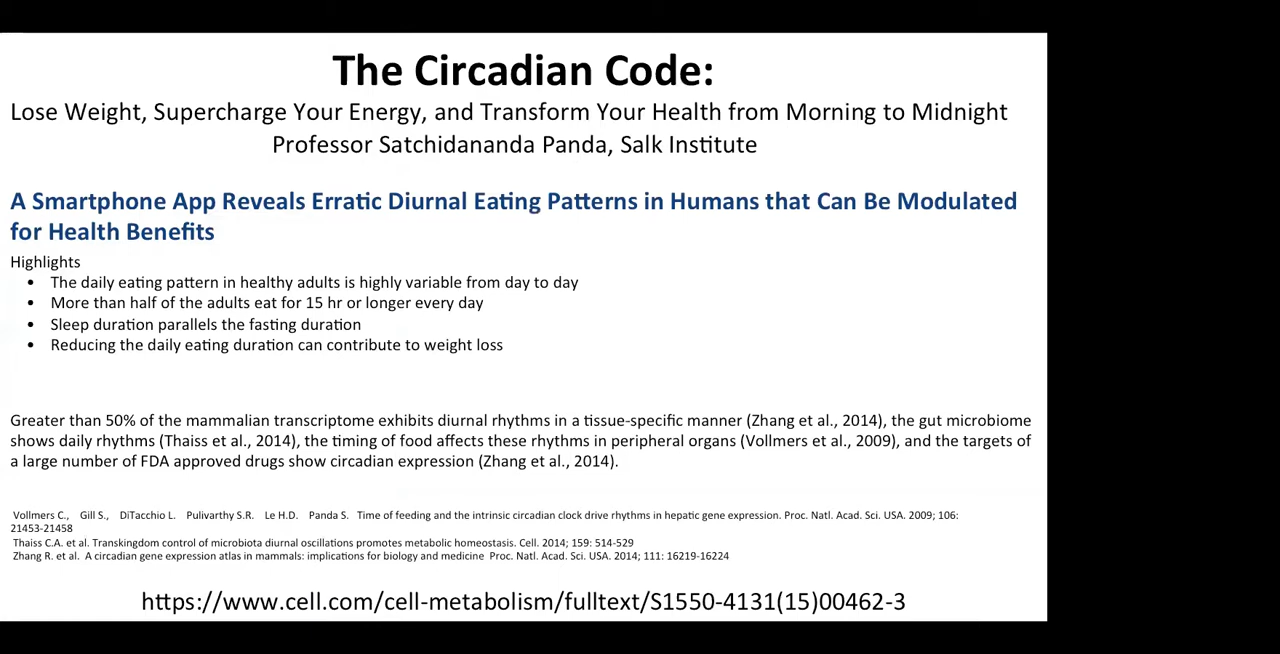 The Circadian Code:
Lose Weight, Supercharge Your Energy, and Transform Your Health from Morning to Midnight
Professor Satchidananda Panda, Salk Institute
A Smartphone App Reveals Erratic Diurnal Eating Patterns in Humans that Can Be Modulated
for Health Benefits
Highlights
• The daily eating pattern in healthy adults is highly variable from day to day
• More than half of the adults eat for 15 hr or longer every day
• Sleep duration parallels the fasting duration
• Reducing the daily eating duration can contribute to weight loss
Greater than 50% of the mammalian transcriptome exhibits diurnal rhythms in a tissue-specific manner (Zhang et al., 2014), the gut microbiome
shows daily rhythms (Thaiss et al., 2014), the timing of food affects these rhythms in peripheral organs (Vollmers et al., 2009), and the targets of
a large number of FDA approved drugs show circadian expression (Zhang et al., 2014).
Vollmers C., Gill S., DiTacchio L. Pulivarthy S.R. Le H.D. Panda S. Time of feeding and the intrinsic circadian clock drive rhythms in hepatic gene expression. Proc. Natl. Acad. Sci. USA. 2009; 106:
21453-21458
Thaiss C.A. et al. Transkingdom control of microbiota diurnal oscillations promotes metabolic homeostasis. Cell. 2014; 159: 514-529
Zhang R. et al. A circadian gene expression atlas in mammals: implications for biology and medicine Proc. Natl. Acad. Sci. USA. 2014; 111: 16219-16224
https://www.cell.com/cell-metabolism/fulltext/S1550-4131(15)00462-3